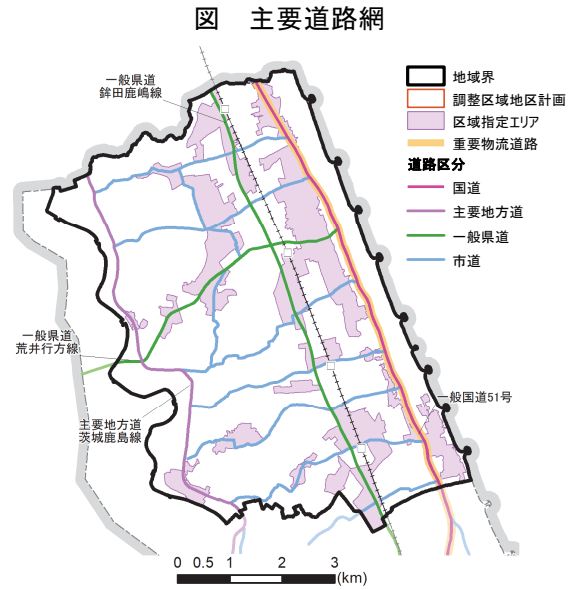 図　主要道路網
一般県道
鉾田鹿嶋線
地域界
調整区域地区計画
区域指定エリア
重要物流道路
道路区分
国道
主要地方道
一般県道
市道
一般県道
荒井行方線
一般国道51号
主要地方道
茨城鹿島線
0 0.5 1 2 3
(km)